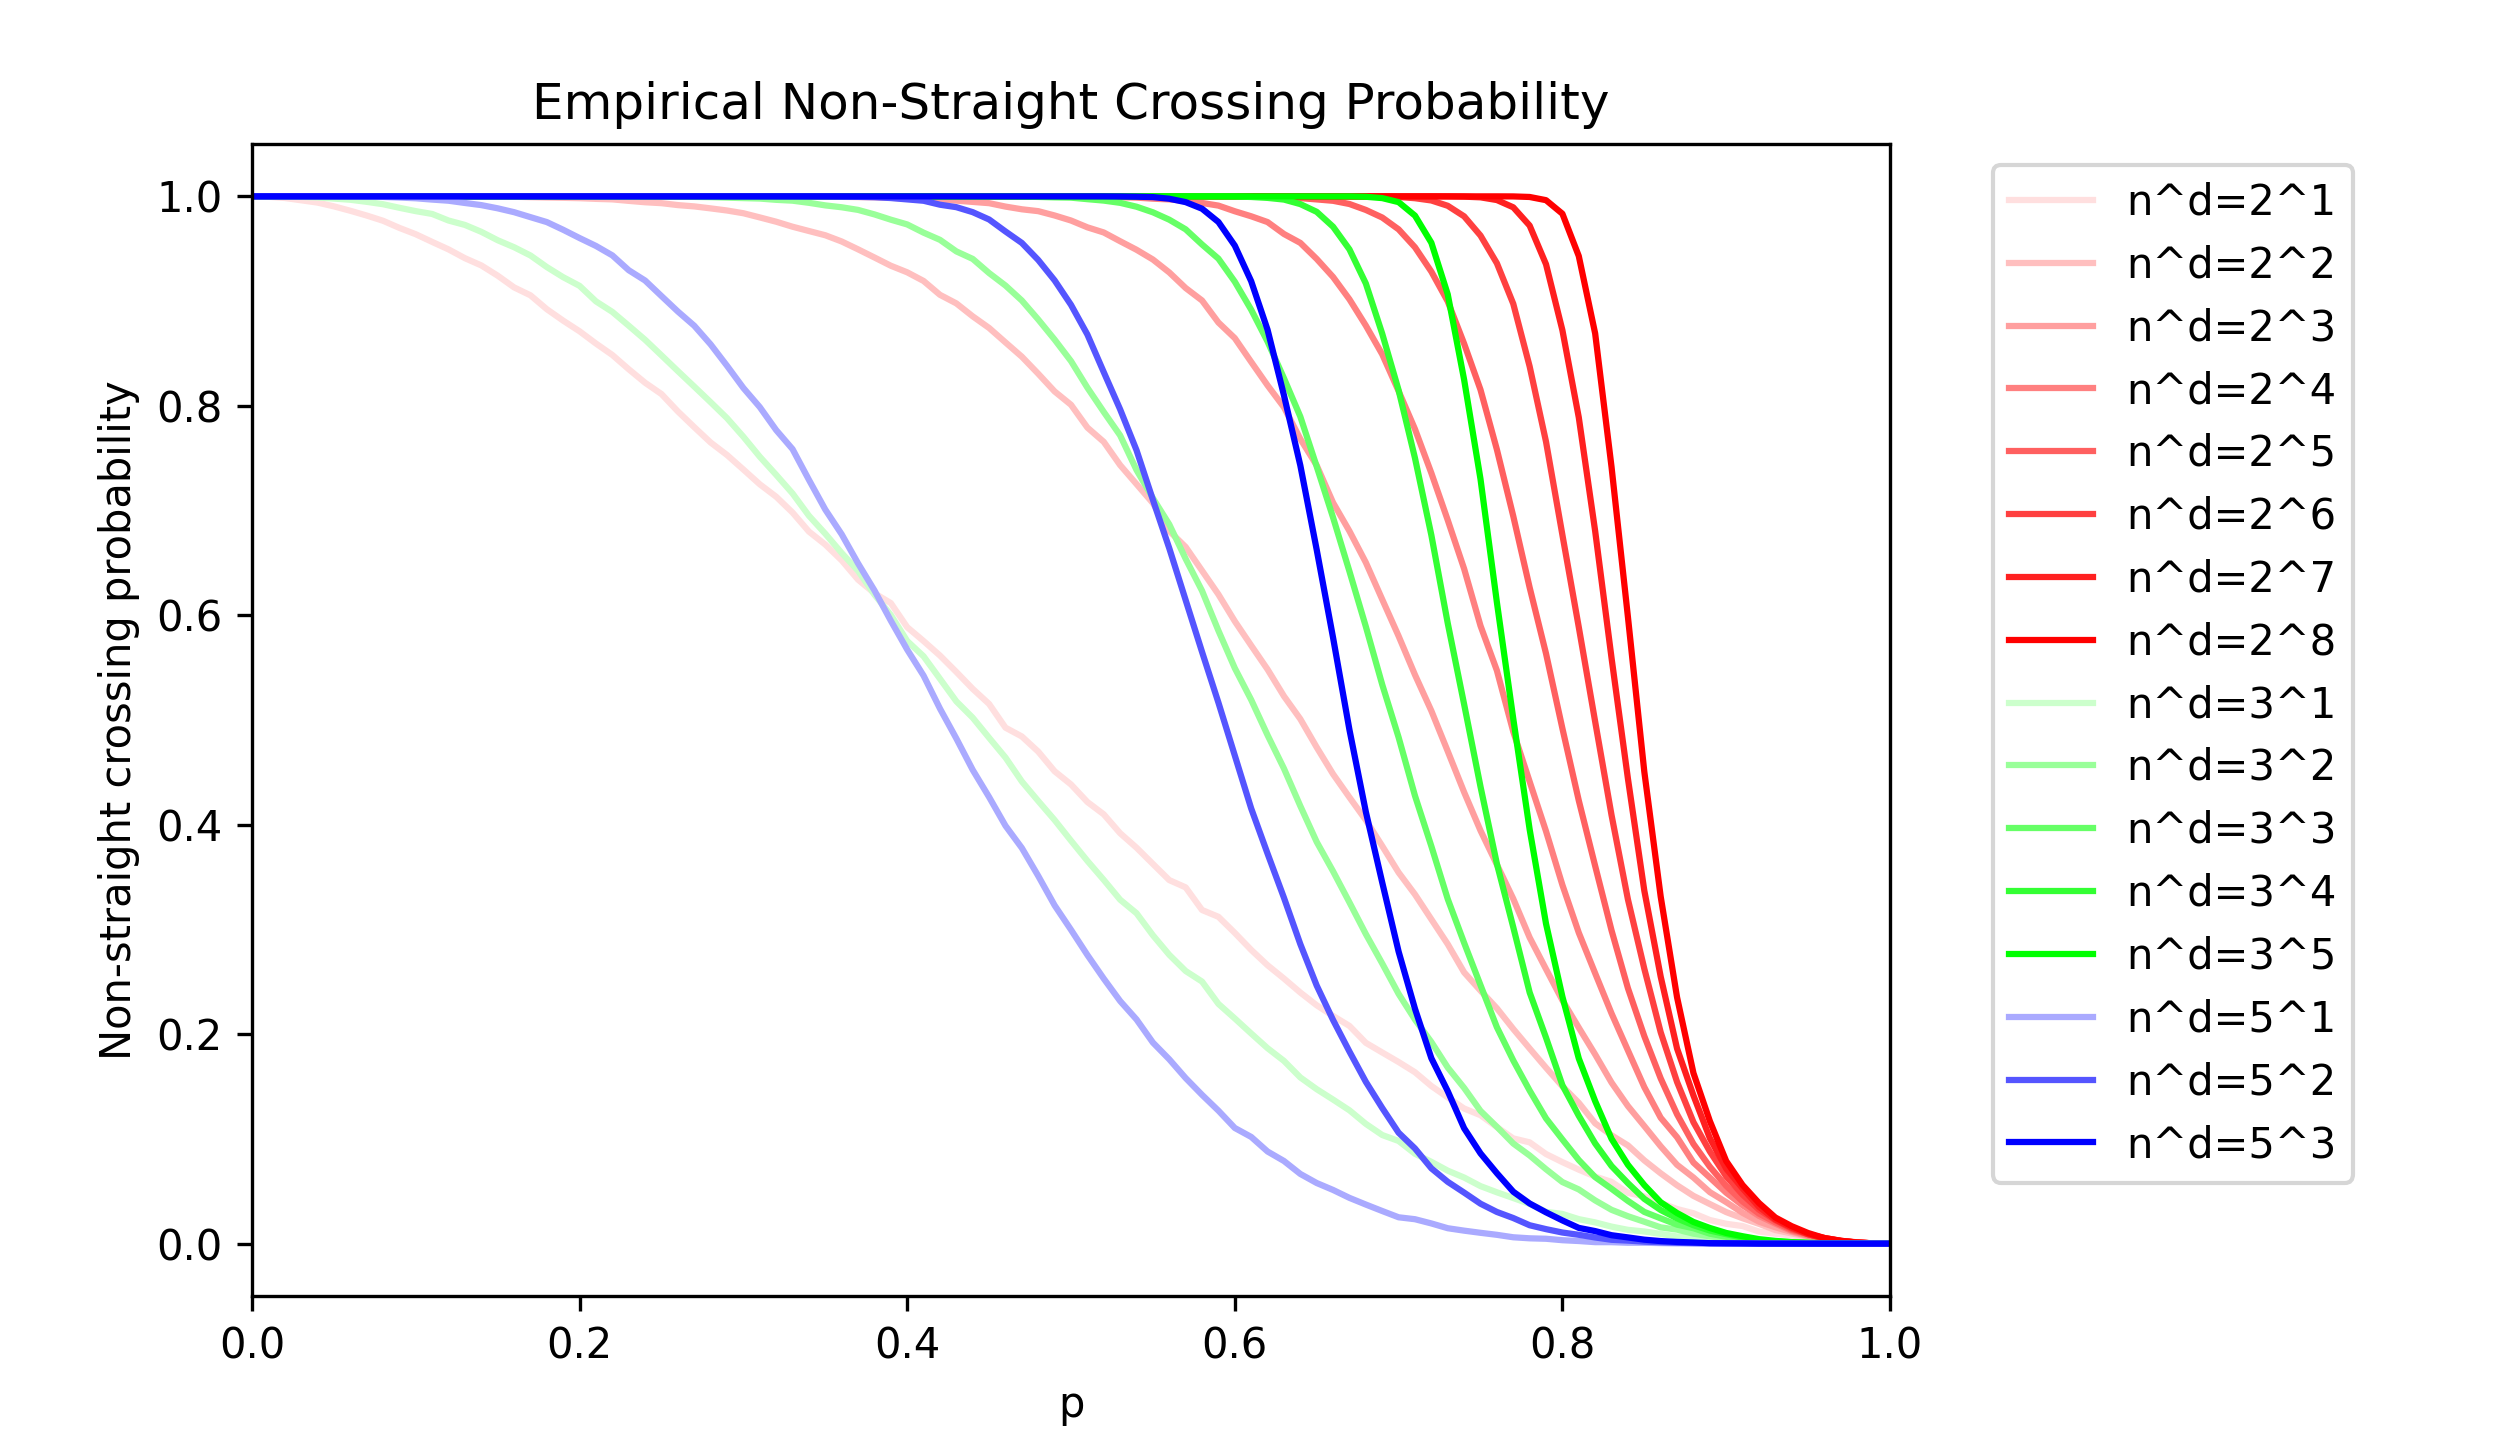 Empirical Non-Straight Crossing Probability
Non-straight crossing probability
1.0
0.8
0.6
0.4
0.2
0.0
0.0 0.2 0.4 0.6 0.8 1.0
p
n^d=2^1
n^d=2^2
n^d=2^3
n^d=2^4
n^d=2^5
n^d=2^6
n^d=2^7
n^d=2^8
n^d=3^1
n^d=3^2
n^d=3^3
n^d=3^4
n^d=3^5
n^d=5^1
n^d=5^2
n^d=5^3